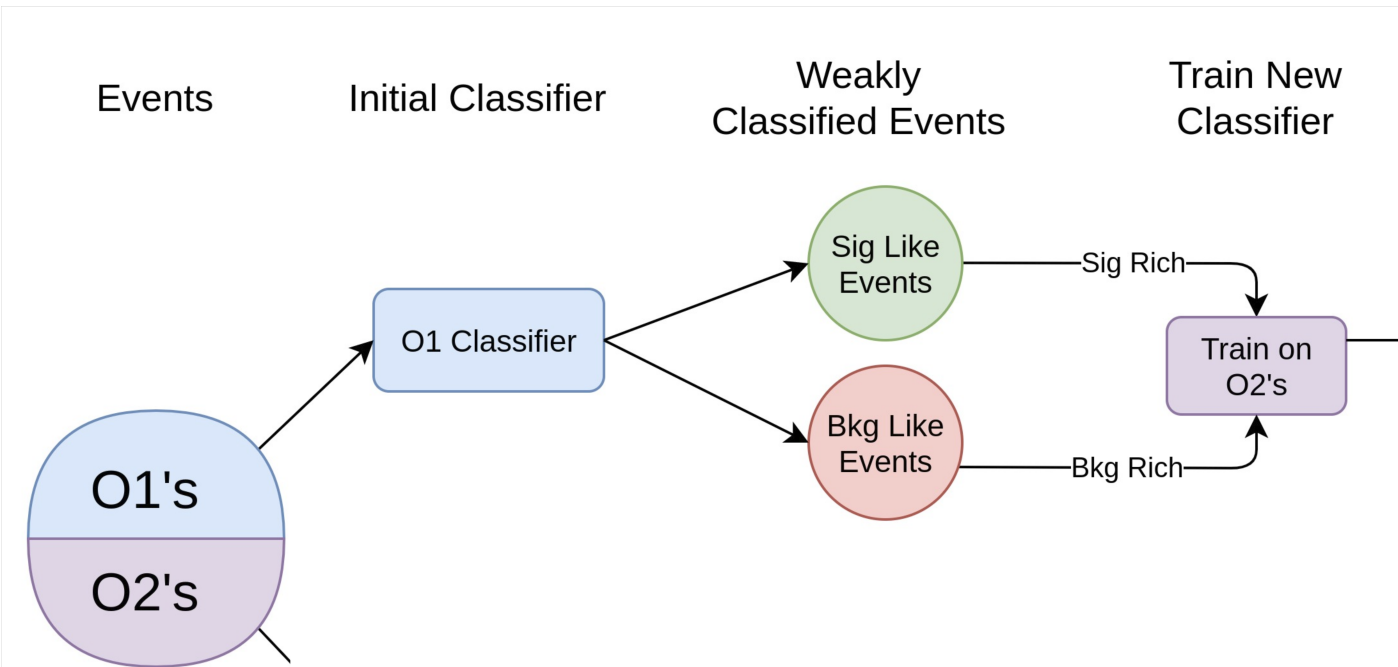 Events
Initial Classifier
Weakly
Classified Events
Train New
Classifier
O1's
O2's
O1 Classifier
Sig Like
Events
Bkg Like
Events
Sig Rich
Bkg Rich
Train on
O2's